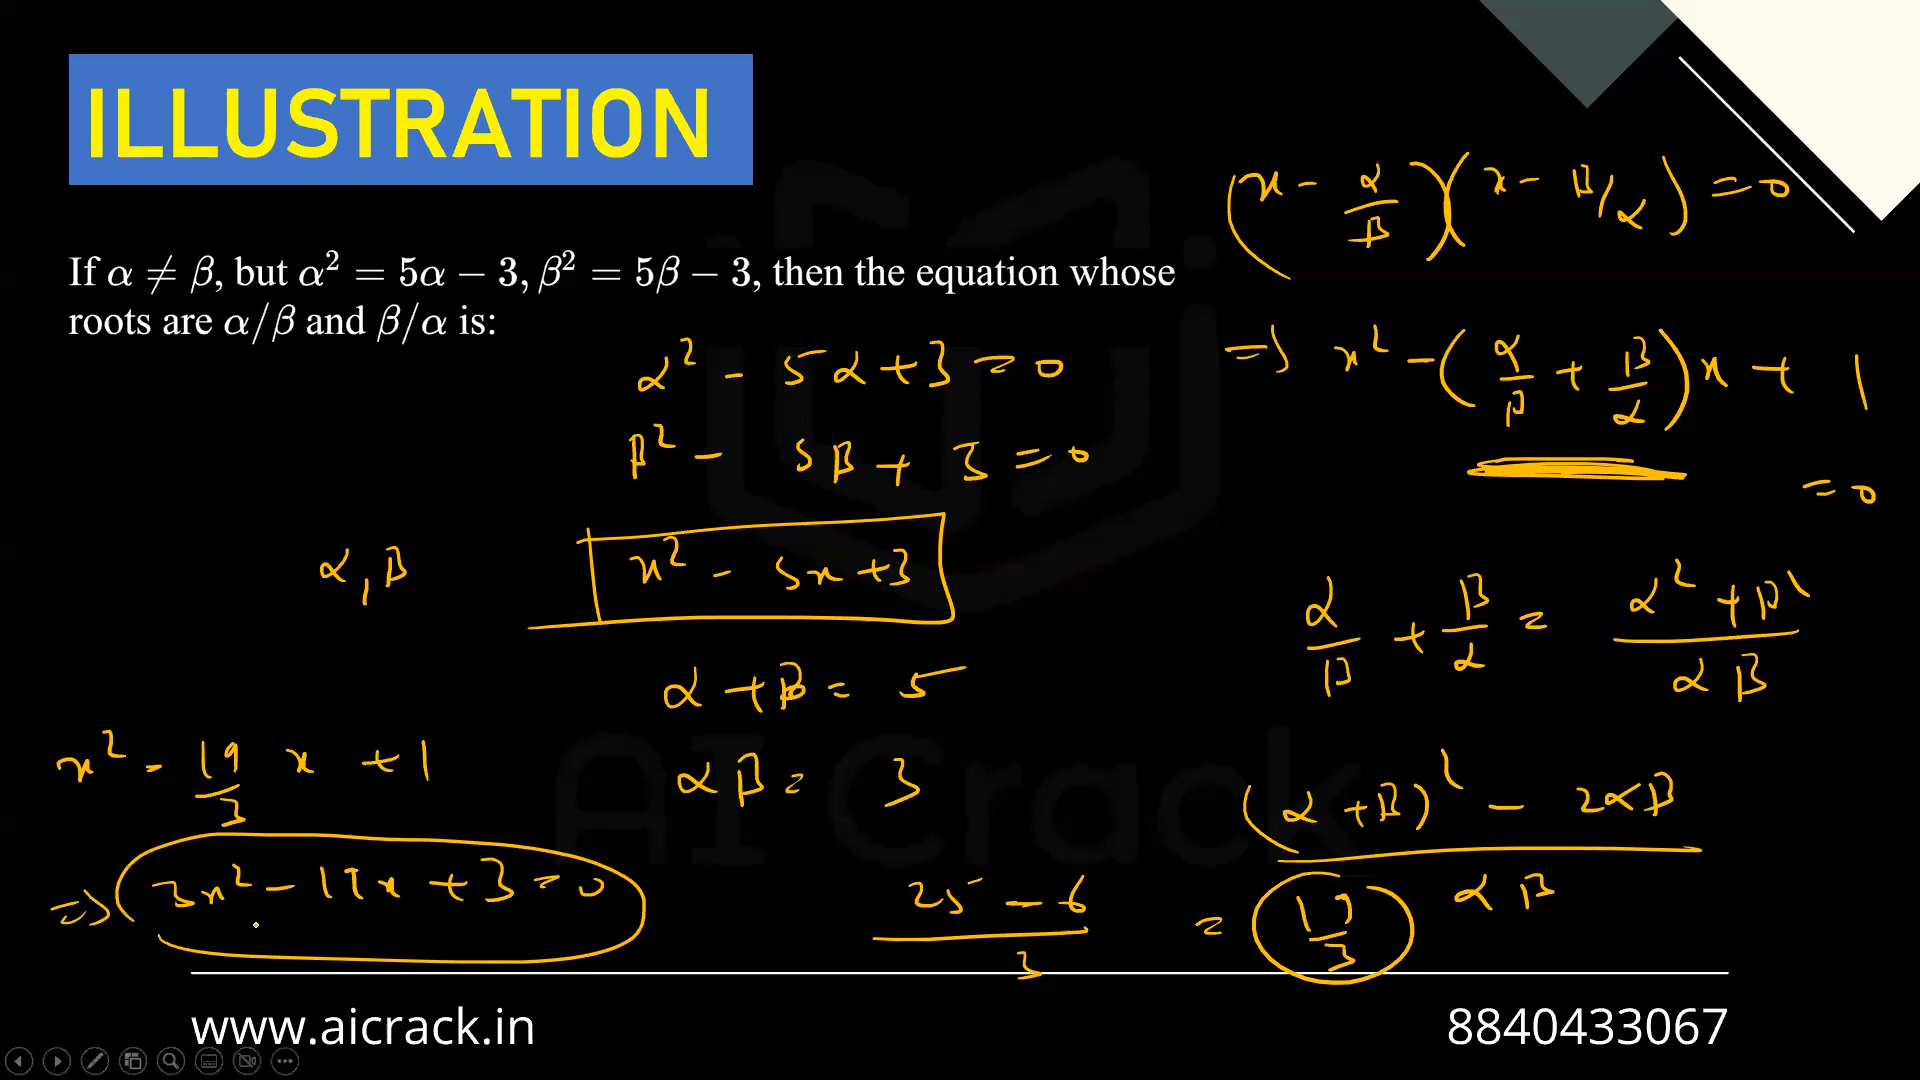 ILLUSTRATION
If α ≠ β, but α² = 5α − 3, β² = 5β − 3, then the equation whose
roots are α/β and β/α is:
α² - 5α + 3 = 0
β² - 5β + 3 = 0
α, β
x² - 5x + 3
α + β = 5
αβ = 3
(x - α/β)(x - β/α) = 0
=> x² - (α/β + β/α)x + 1
= 0
α/β + β/α = (α² + β²)/(αβ)
((α + β)² - 2αβ)/(αβ)
(25 - 6)/3 = 19/3
x² - 19/3 x + 1
=> 3x² - 19x + 3 = 0
AI Crack
www.aicrack.in
8840433067